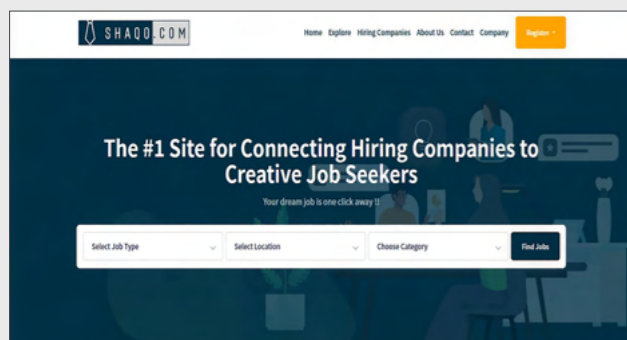 SHAQO.COM
Home Explore Hiring Companies About Us Contact Company Register
The #1 Site for Connecting Hiring Companies to
Creative Job Seekers
Your dream job is one click away !!
Select Job Type Select Location Choose Category Find Jobs